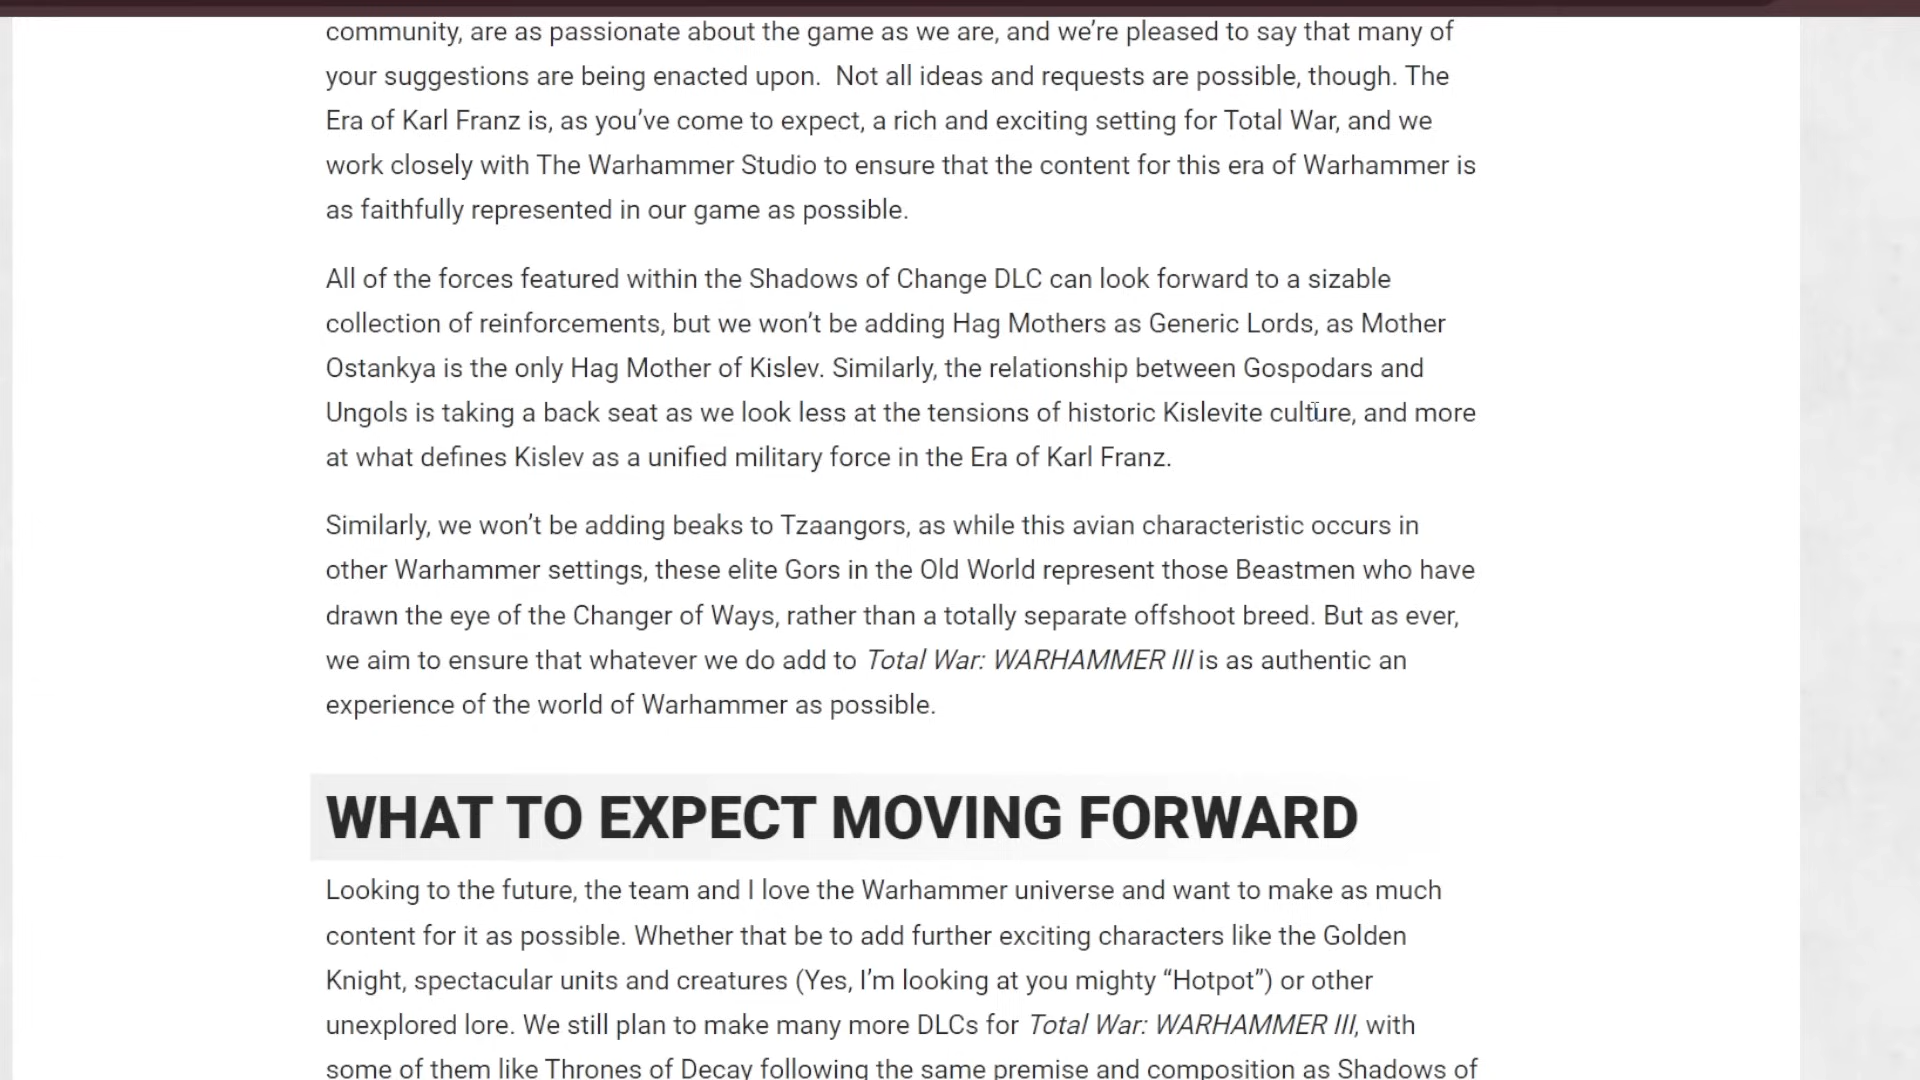 community, are as passionate about the game as we are, and we’re pleased to say that many of
your suggestions are being enacted upon.  Not all ideas and requests are possible, though. The
Era of Karl Franz is, as you’ve come to expect, a rich and exciting setting for Total War, and we
work closely with The Warhammer Studio to ensure that the content for this era of Warhammer is
as faithfully represented in our game as possible.
All of the forces featured within the Shadows of Change DLC can look forward to a sizable
collection of reinforcements, but we won’t be adding Hag Mothers as Generic Lords, as Mother
Ostankya is the only Hag Mother of Kislev. Similarly, the relationship between Gospodars and
Ungols is taking a back seat as we look less at the tensions of historic Kislevite culture, and more
at what defines Kislev as a unified military force in the Era of Karl Franz.
Similarly, we won’t be adding beaks to Tzaangors, as while this avian characteristic occurs in
other Warhammer settings, these elite Gors in the Old World represent those Beastmen who have
drawn the eye of the Changer of Ways, rather than a totally separate offshoot breed. But as ever,
we aim to ensure that whatever we do add to Total War: WARHAMMER III is as authentic an
experience of the world of Warhammer as possible.
WHAT TO EXPECT MOVING FORWARD
Looking to the future, the team and I love the Warhammer universe and want to make as much
content for it as possible. Whether that be to add further exciting characters like the Golden
Knight, spectacular units and creatures (Yes, I’m looking at you mighty “Hotpot”) or other
unexplored lore. We still plan to make many more DLCs for Total War: WARHAMMER III, with
some of them like Thrones of Decay following the same premise and composition as Shadows of